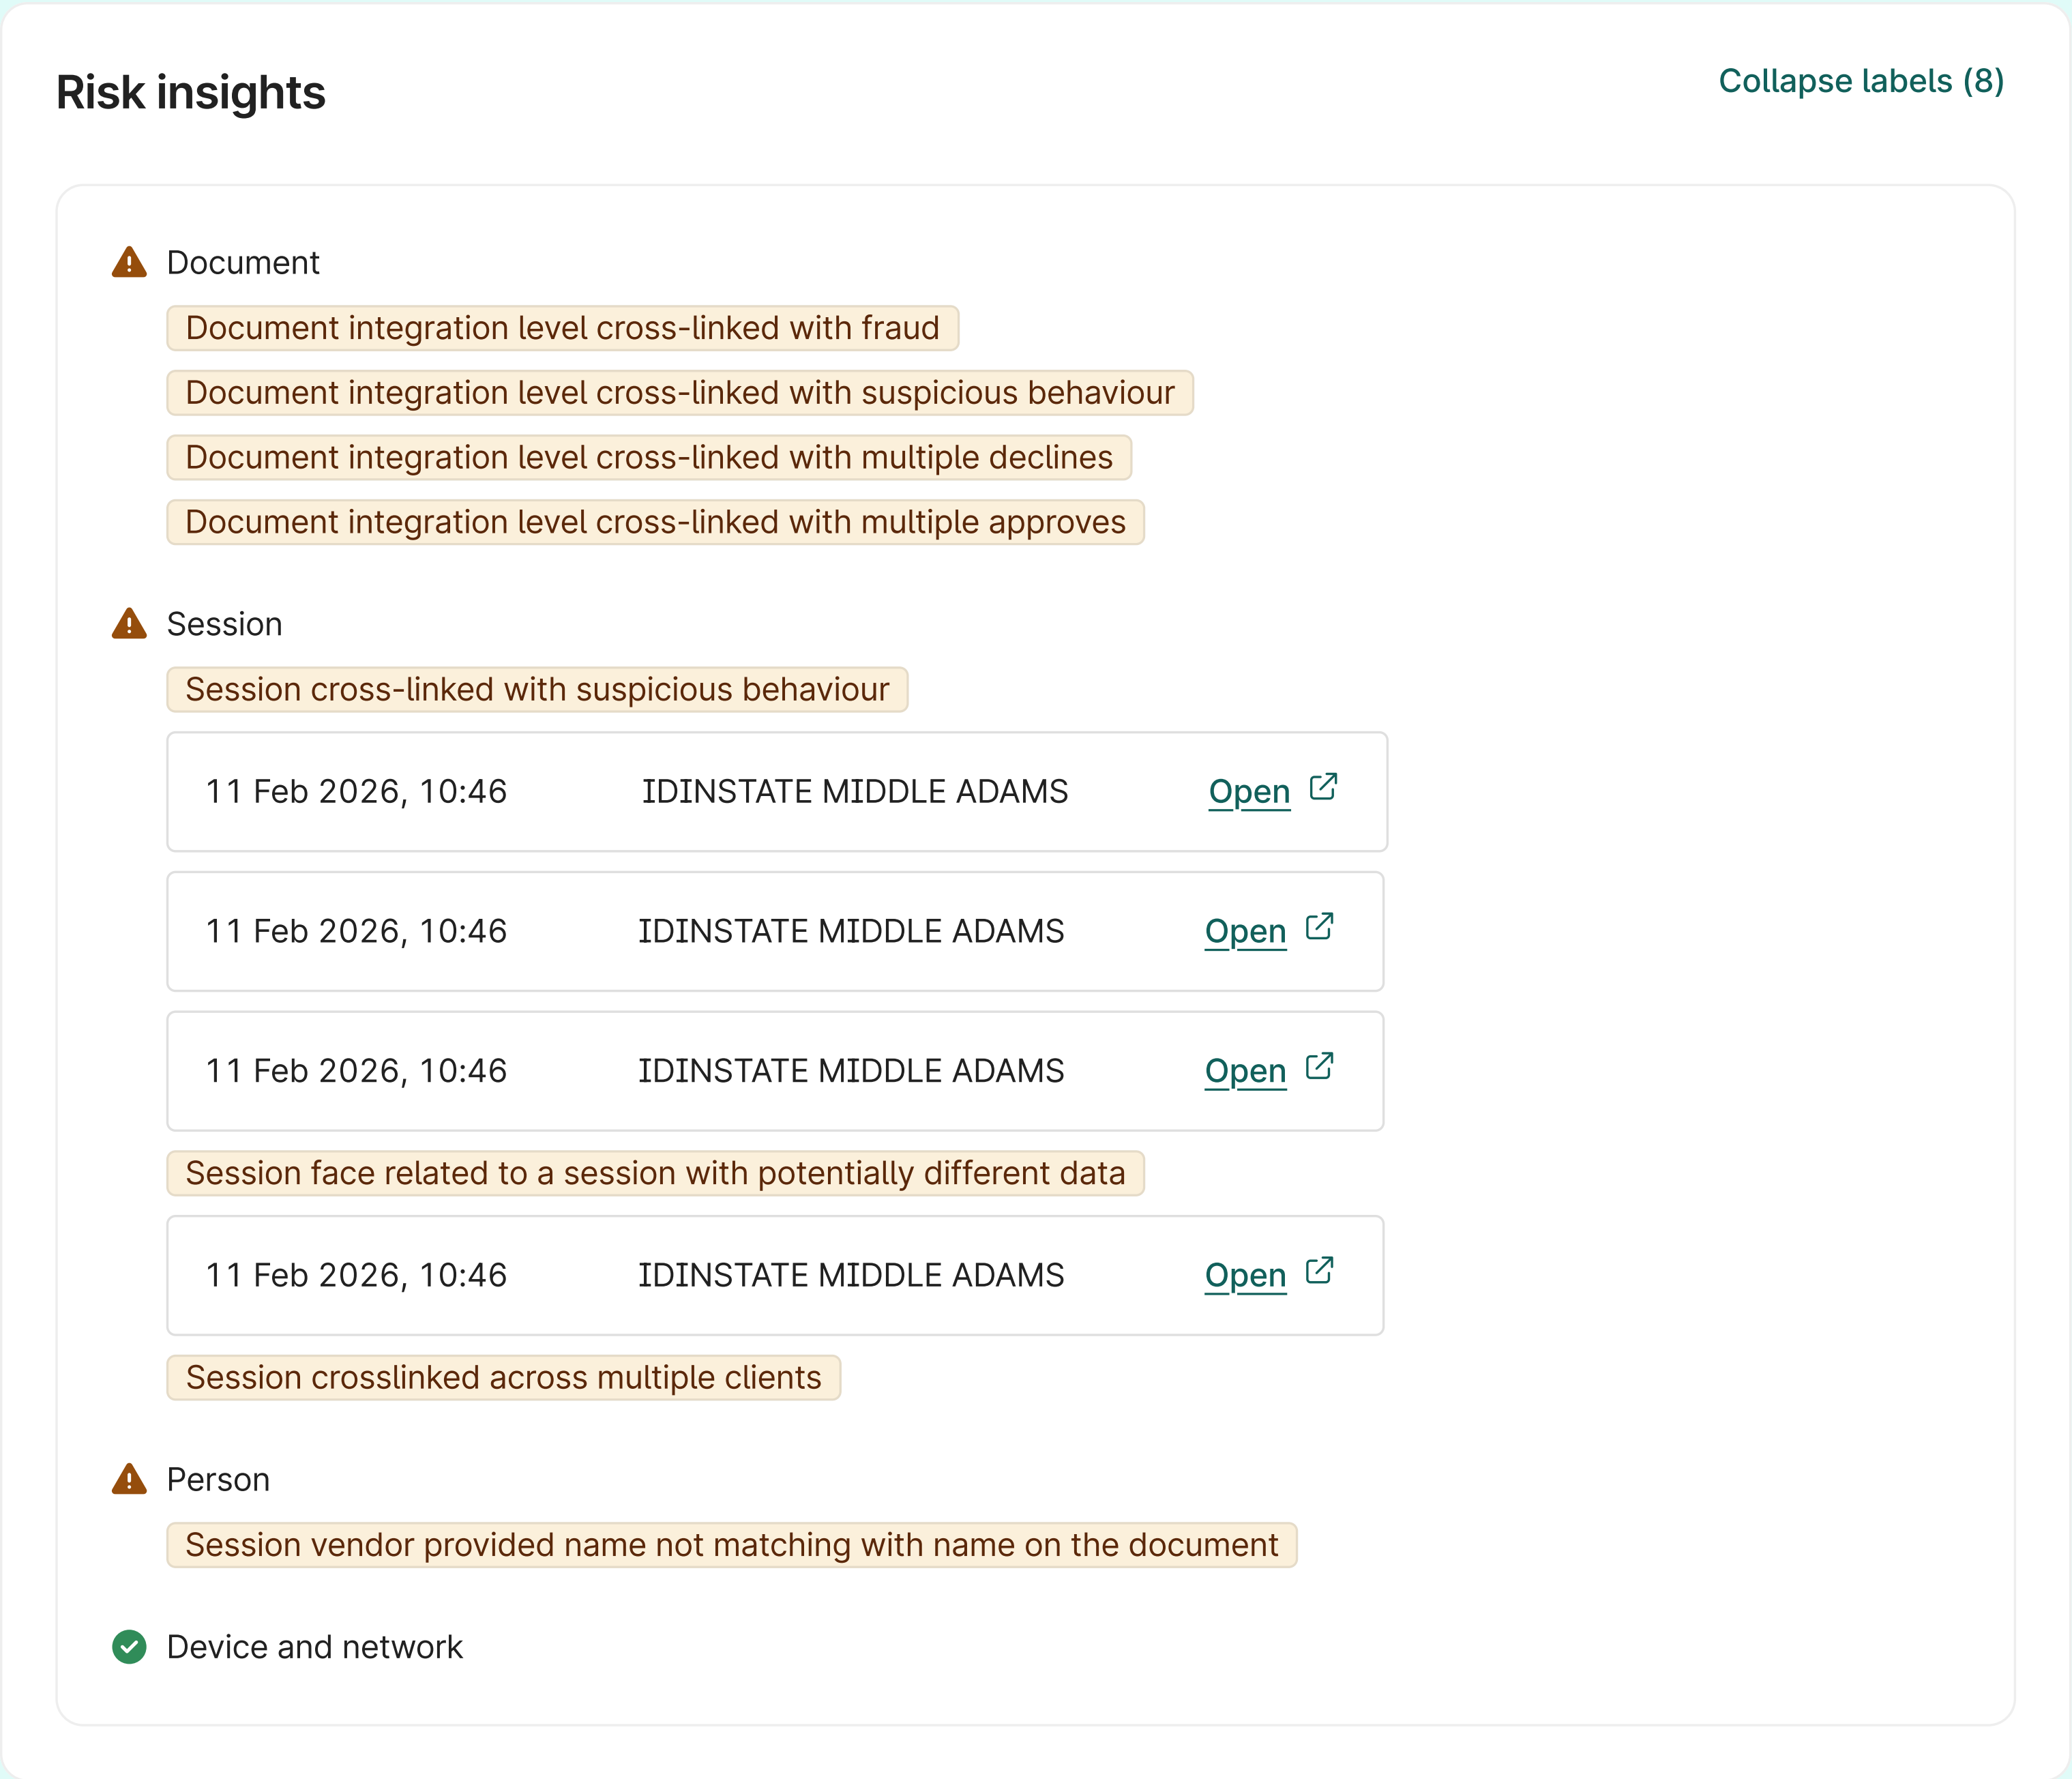 Risk insights
Collapse labels (8)
Document
Document integration level cross-linked with fraud
Document integration level cross-linked with suspicious behaviour
Document integration level cross-linked with multiple declines
Document integration level cross-linked with multiple approves
Session
Session cross-linked with suspicious behaviour
11 Feb 2026, 10:46 IDINSTATE MIDDLE ADAMS Open
11 Feb 2026, 10:46 IDINSTATE MIDDLE ADAMS Open
11 Feb 2026, 10:46 IDINSTATE MIDDLE ADAMS Open
Session face related to a session with potentially different data
11 Feb 2026, 10:46 IDINSTATE MIDDLE ADAMS Open
Session crosslinked across multiple clients
Person
Session vendor provided name not matching with name on the document
Device and network